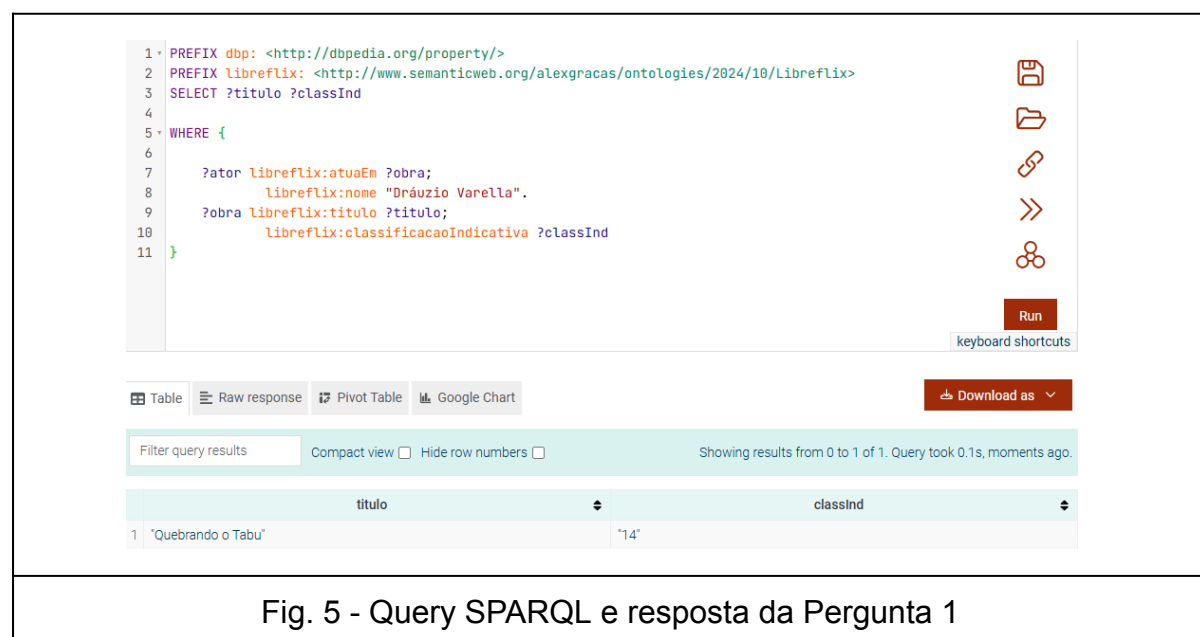 1 PREFIX dbp: <http://dbpedia.org/property/>
2 PREFIX libreflix: <http://www.semanticweb.org/alexgracas/ontologies/2024/10/Libreflix>
3 SELECT ?titulo ?classInd
4
5 WHERE {
6
7 ?ator libreflix:atuaEm ?obra;
8 libreflix:nome "Dráuzio Varella".
9 ?obra libreflix:titulo ?titulo;
10 libreflix:classificacaoIndicativa ?classInd
11 }
Run
keyboard shortcuts
Table Raw response Pivot Table Google Chart Download as
Filter query results Compact view Hide row numbers Showing results from 0 to 1 of 1. Query took 0.1s, moments ago.
titulo classInd
1 "Quebrando o Tabu" "14"
Fig. 5 - Query SPARQL e resposta da Pergunta 1